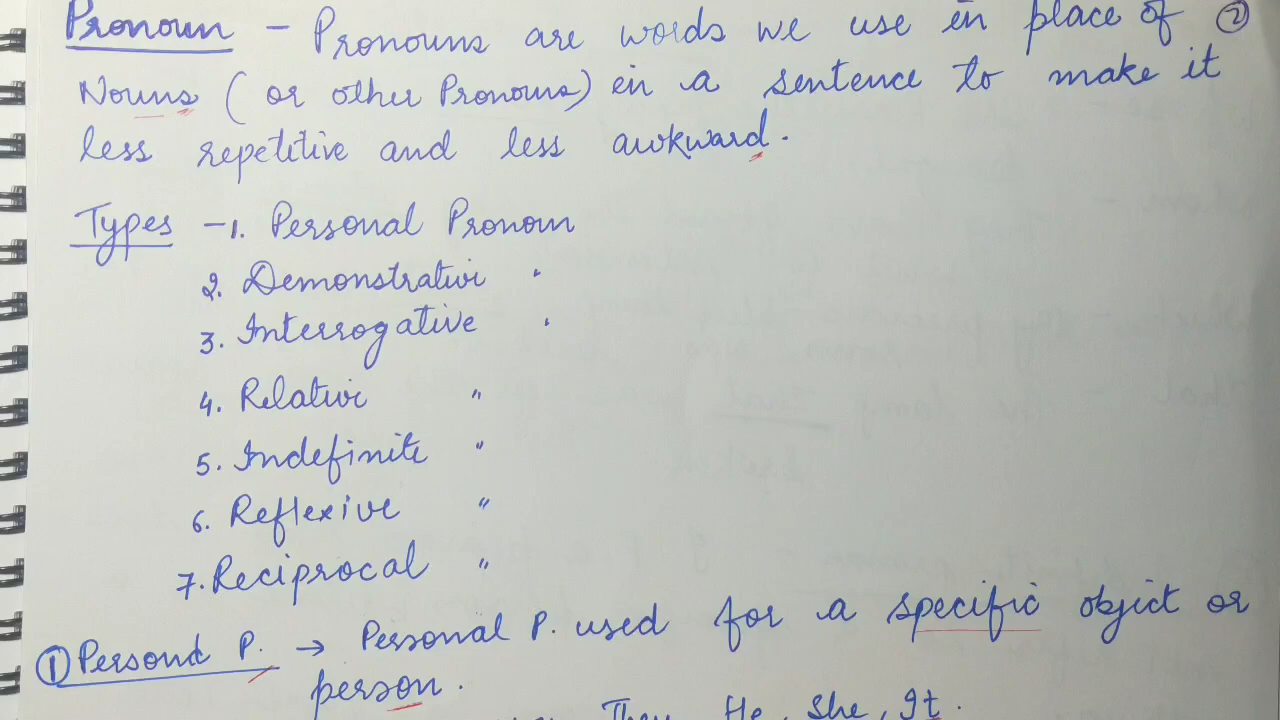 Pronoun - Pronouns are words we use in place of ②
Nouns (or other Pronouns) in a sentence to make it
less repetitive and less awkward.
Types -1. Personal Pronoun
2. Demonstrative "
3. Interrogative "
4. Relative "
5. Indefinite "
6. Reflexive "
7. Reciprocal "
① Personal P. → Personal P. used for a specific object or
person.
They, He, She, It.